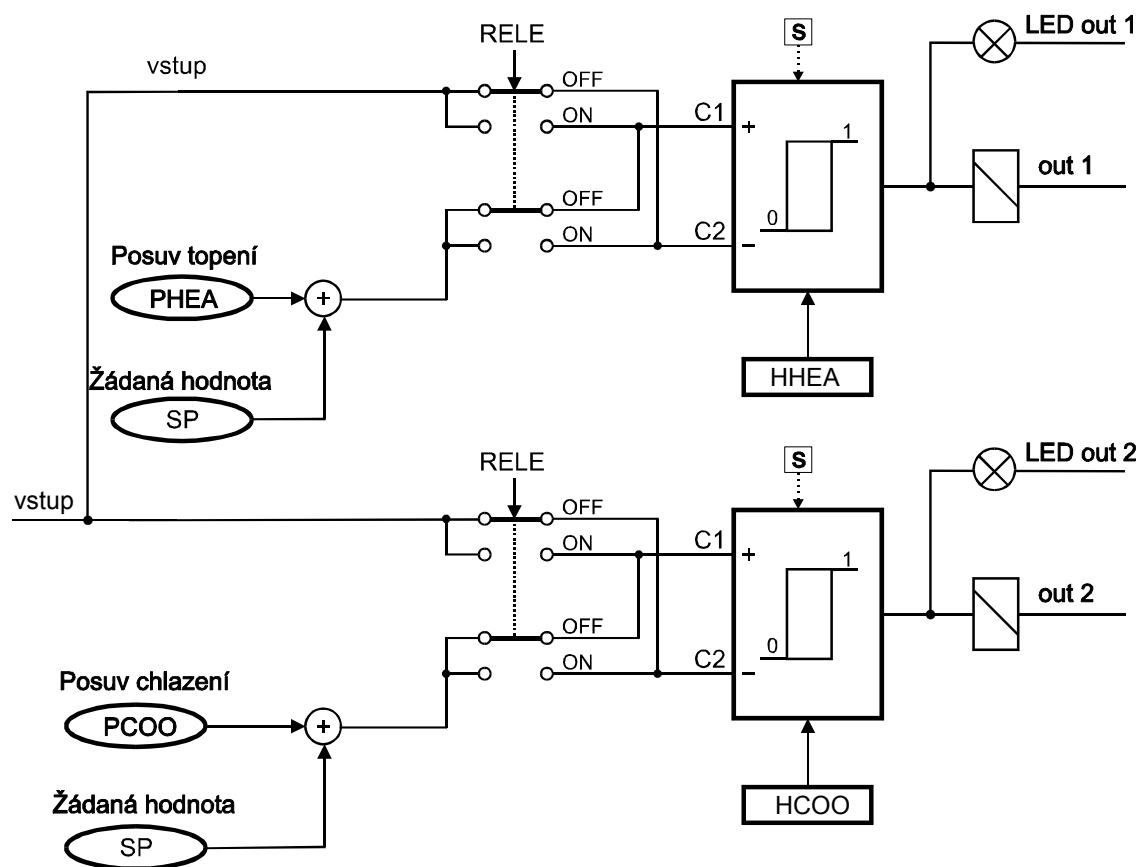 RELE
S
LED out 1
vstup
OFF
ON
C1
+
1
out 1
OFF
ON
C2
0
−
Posuv topení
PHEA
+
HHEA
Žádaná hodnota
SP
RELE
S
LED out 2
vstup
OFF
ON
C1
+
1
out 2
OFF
ON
C2
0
−
Posuv chlazení
PCOO
+
HCOO
Žádaná hodnota
SP